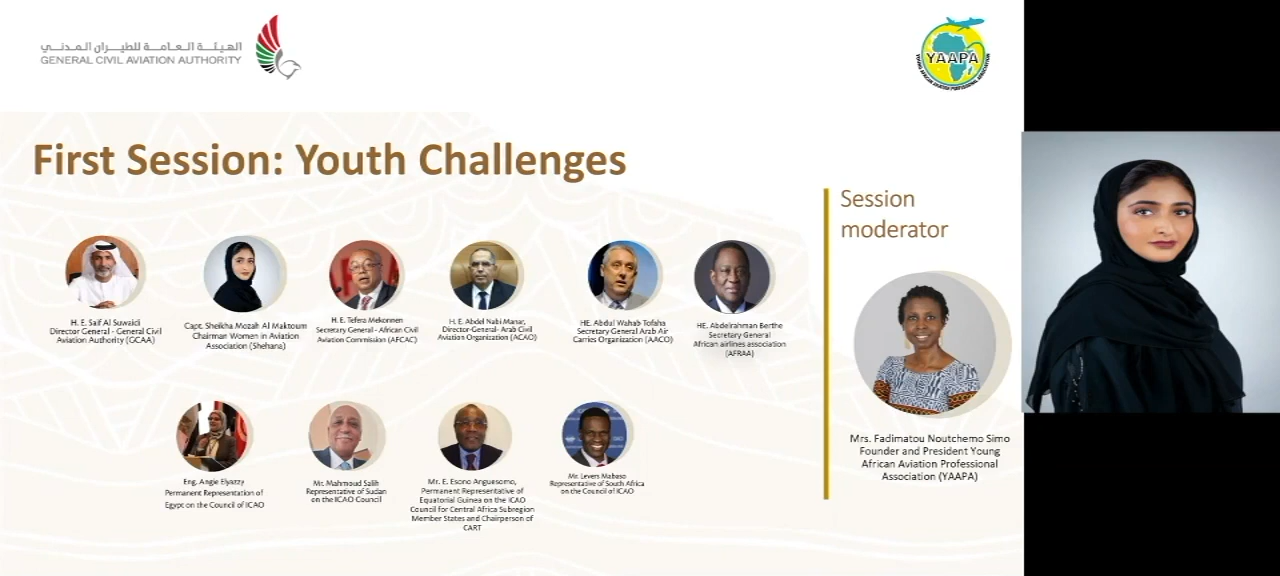 الهيئة العامة للطيران المدني
GENERAL CIVIL AVIATION AUTHORITY
YAAPA
YOUNG AFRICAN AVIATION PROFESSIONAL ASSOCIATION
First Session: Youth Challenges
Session
moderator
H. E. Saif Al Suwaidi
Director General - General Civil
Aviation Authority (GCAA)
Capt. Sheikha Mozah Al Maktoum
Chairman Women in Aviation
Association (Shehana)
H. E. Tefera Mekonnen
Secretary General - African Civil
Aviation Commission (AFCAC)
H. E. Abdel Nabi Manar,
Director-General- Arab Civil
Aviation Organization (ACAO)
HE. Abdul Wahab Tofaha
Secretary General Arab Air
Carries Organization (AACO)
HE. Abdelrahman Berthe
Secretary General
African airlines association
(AFRAA)
Eng. Angie Elyazzy
Permanent Representation of
Egypt on the Council of ICAO
Mr. Mahmoud Salih
Representative of Sudan
on the ICAO Council
Mr. E. Esono Anguesomo,
Permanent Representative of
Equatorial Guinea on the ICAO
Council for Central Africa Subregion
Member States and Chairperson of
CART
Mr. Levers Mabaso
Representative of South Africa
on the Council of ICAO
Mrs. Fadimatou Noutchemo Simo
Founder and President Young
African Aviation Professional
Association (YAAPA)